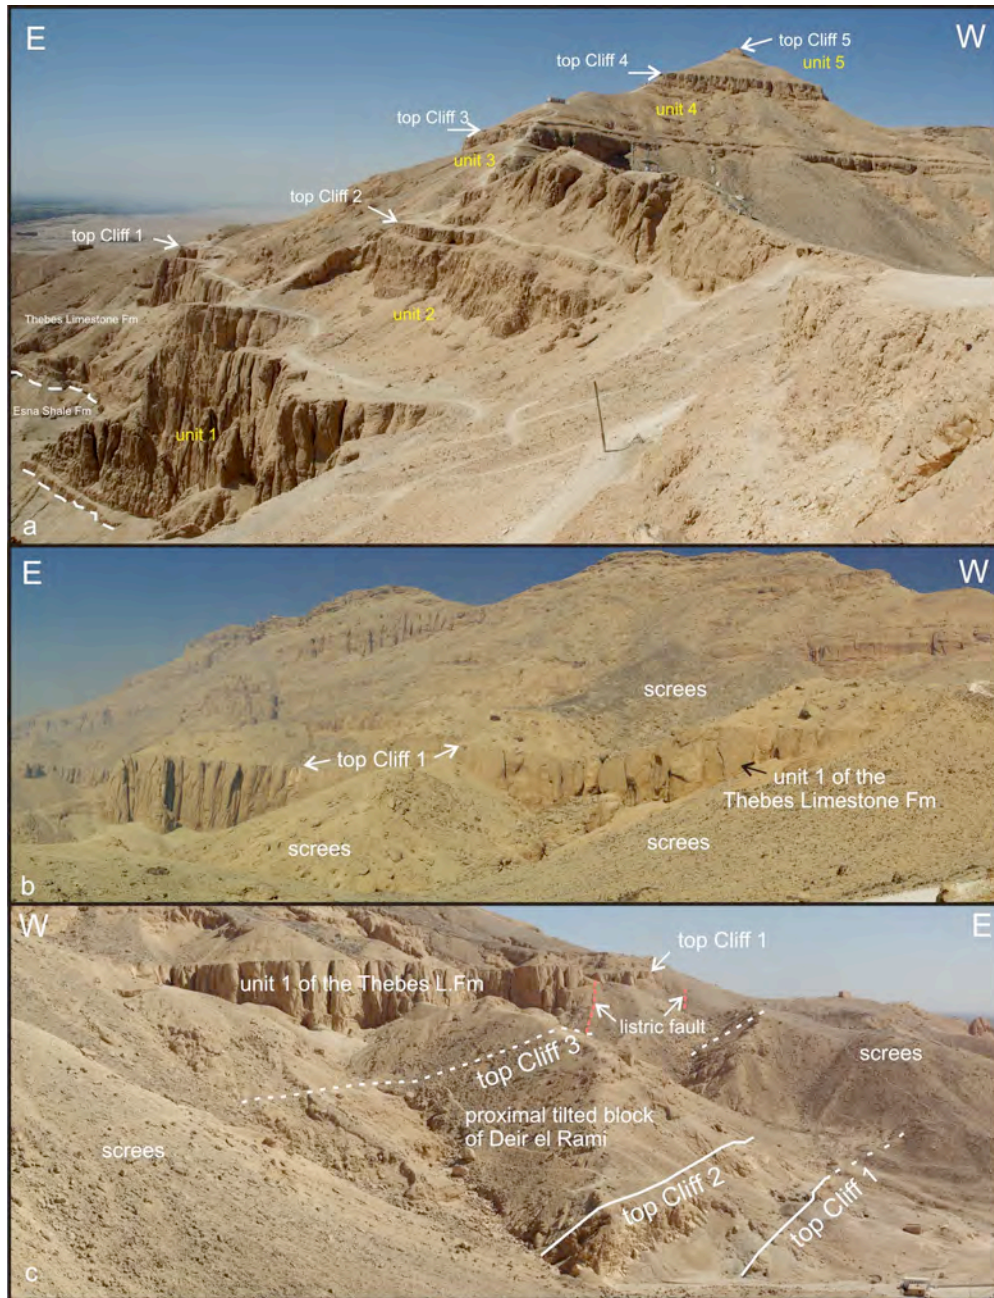 E
W
top Cliff 5
unit 5
top Cliff 4
unit 4
top Cliff 3
unit 3
top Cliff 2
top Cliff 1
Thebes Limestone Fm
unit 2
Esna Shale Fm
unit 1
a
E
W
screes
top Cliff 1
unit 1 of the
Thebes Limestone Fm
screes
screes
b
W
E
top Cliff 1
unit 1 of the Thebes L.Fm
listric fault
top Cliff 3
screes
proximal tilted block
of Deir el Rami
screes
top Cliff 2
top Cliff 1
c